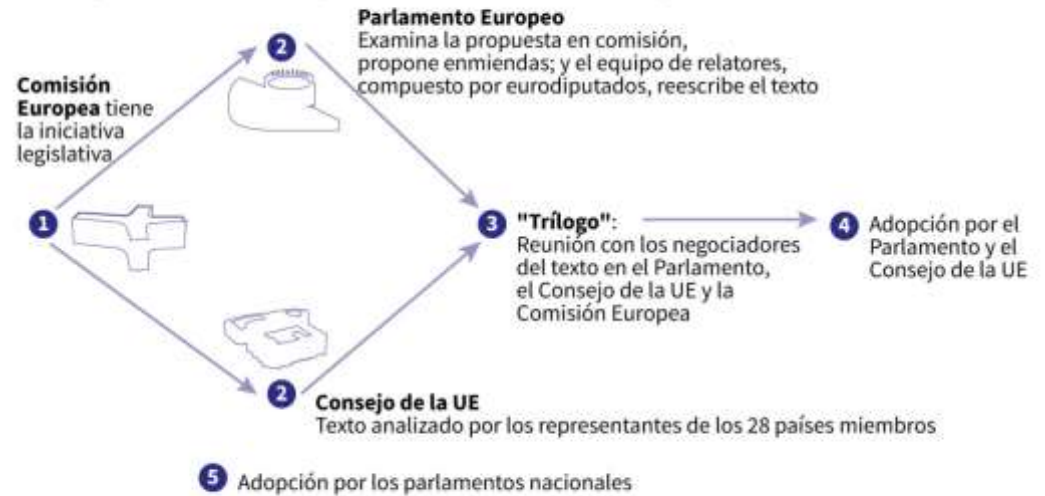 Comisión
Europea tiene
la iniciativa
legislativa
1
2
Parlamento Europeo
Examina la propuesta en comisión,
propone enmiendas; y el equipo de relatores,
compuesto por eurodiputados, reescribe el texto
2
Consejo de la UE
Texto analizado por los representantes de los 28 países miembros
3
"Trílogo":
Reunión con los negociadores
del texto en el Parlamento,
el Consejo de la UE y la
Comisión Europea
4
Adopción por el
Parlamento y el
Consejo de la UE
5 Adopción por los parlamentos nacionales